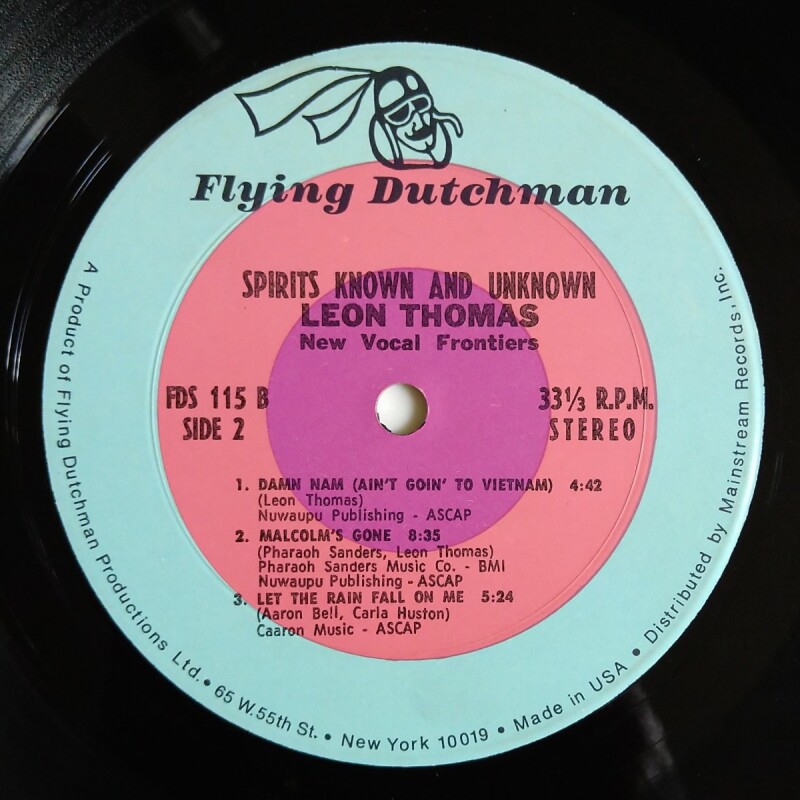 Flying Dutchman
SPIRITS KNOWN AND UNKNOWN
LEON THOMAS
New Vocal Frontiers
FDS 115 B
SIDE 2
33⅓ R.P.M.
STEREO
1. DAMN NAM (AIN'T GOIN' TO VIETNAM) 4:42
(Leon Thomas)
Nuwaupu Publishing - ASCAP
2. MALCOLM'S GONE 8:35
(Pharaoh Sanders, Leon Thomas)
Pharaoh Sanders Music Co. - BMI
Nuwaupu Publishing - ASCAP
3. LET THE RAIN FALL ON ME 5:24
(Aaron Bell, Carla Huston)
Caaron Music - ASCAP
A Product of Flying Dutchman Productions Ltd. • 65 W. 55th St. • New York 10019 • Made in USA • Distributed by Mainstream Records, Inc.